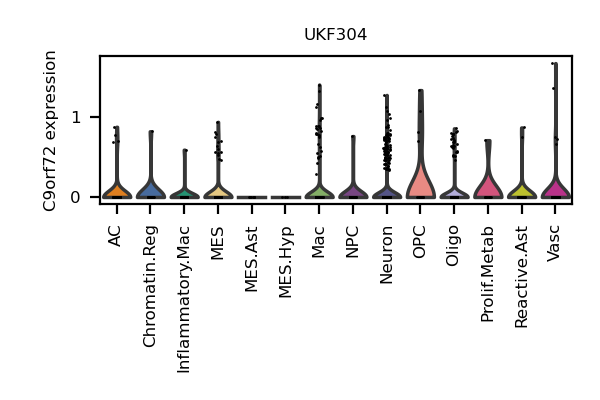 UKF304
C9orf72 expression
1
0
AC
Chromatin.Reg
Inflammatory.Mac
MES
MES.Ast
MES.Hyp
Mac
NPC
Neuron
OPC
Oligo
Prolif.Metab
Reactive.Ast
Vasc